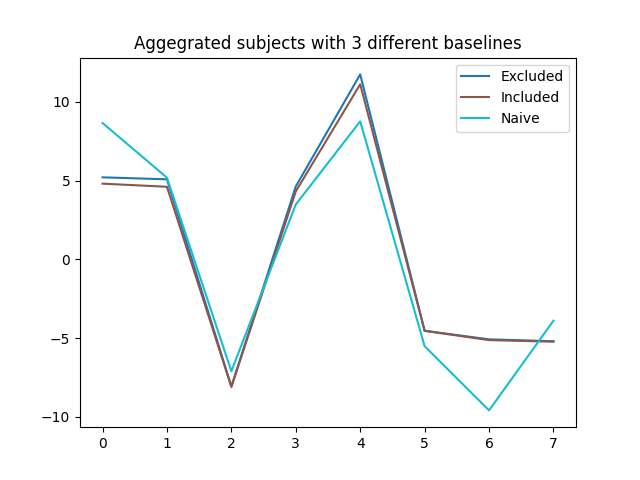 Aggegrated subjects with 3 different baselines
Excluded
Included
Naive
10
5
0
−5
−10
0 1 2 3 4 5 6 7